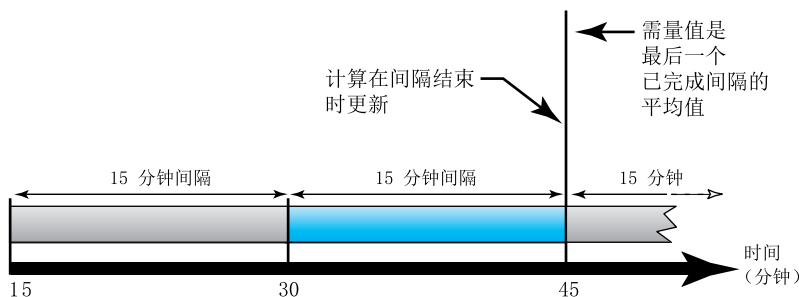 需量值是
最后一个
已完成间隔的
平均值
计算在间隔结束
时更新
15 分钟间隔
15 分钟间隔
15 分钟
时间
(分钟)
15
30
45